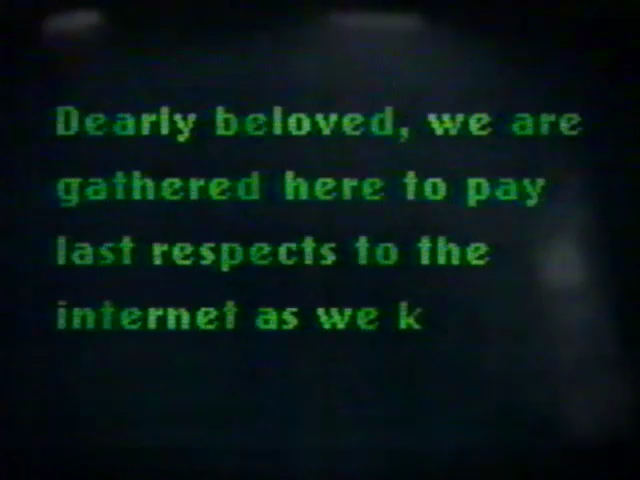 Dearly beloved, we are
gathered here to pay
last respects to the
internet as we k